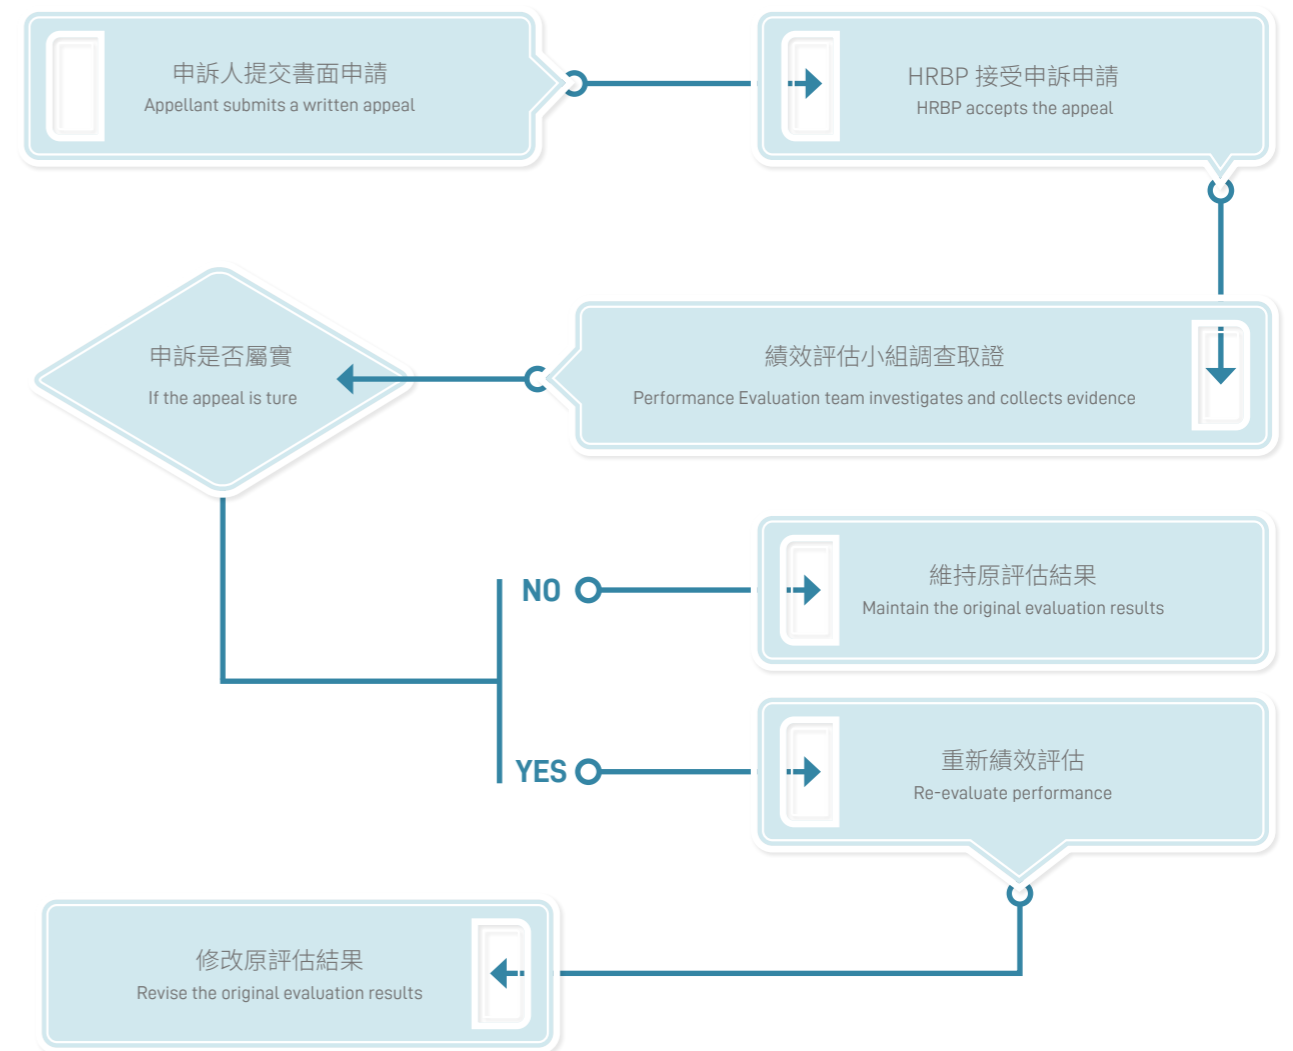 申訴人提交書面申請
Appellant submits a written appeal
HRBP 接受申訴申請
HRBP accepts the appeal
申訴是否屬實
If the appeal is ture
績效評估小組調查取證
Performance Evaluation team investigates and collects evidence
NO
維持原評估結果
Maintain the original evaluation results
YES
重新績效評估
Re-evaluate performance
修改原評估結果
Revise the original evaluation results